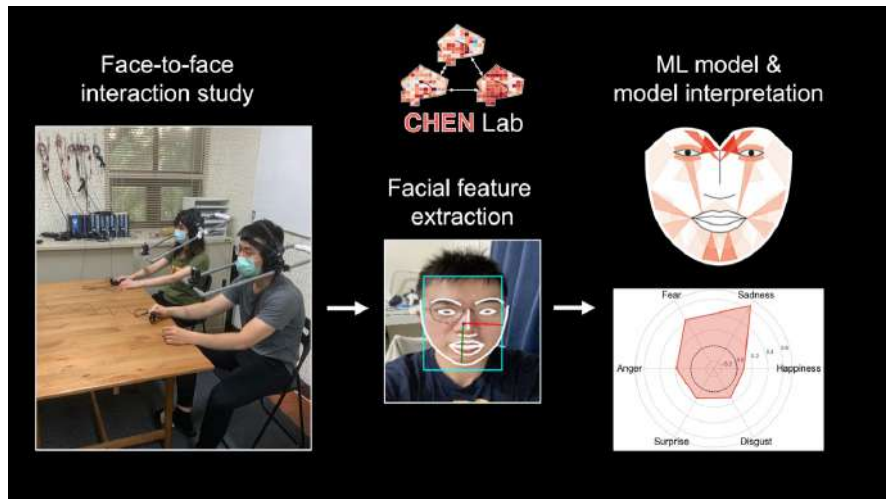 Face-to-face
interaction study
CHEN Lab
Facial feature
extraction
ML model &
model interpretation
Fear
Sadness
Anger
Happiness
Surprise
Disgust